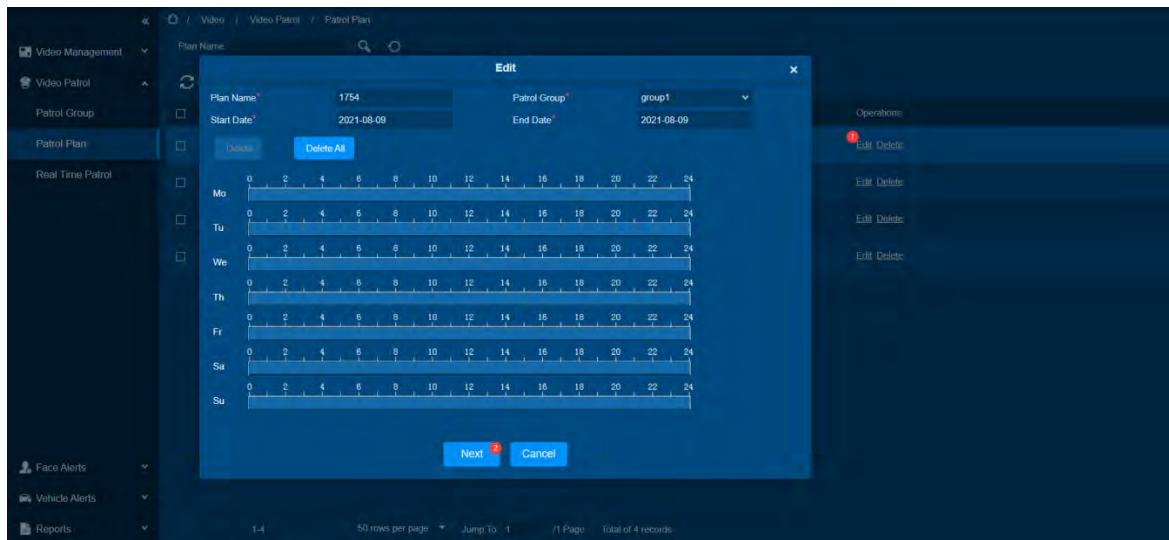 « / Video / Video Patrol / Patrol Plan
Video Management
Plan Name:
Video Patrol
Patrol Group
Patrol Plan
Real Time Patrol
Face Alerts
Vehicle Alerts
Reports
Edit ×
Plan Name* 1754 Patrol Group* group1
Start Date* 2021-08-09 End Date* 2021-08-09
Delete Delete All
0 2 4 6 8 10 12 14 16 18 20 22 24
Mo
0 2 4 6 8 10 12 14 16 18 20 22 24
Tu
0 2 4 6 8 10 12 14 16 18 20 22 24
We
0 2 4 6 8 10 12 14 16 18 20 22 24
Th
0 2 4 6 8 10 12 14 16 18 20 22 24
Fr
0 2 4 6 8 10 12 14 16 18 20 22 24
Sa
0 2 4 6 8 10 12 14 16 18 20 22 24
Su
Next 2 Cancel
Operations
1 Edit Delete
Edit Delete
Edit Delete
Edit Delete
1-4 50 rows per page Jump To 1 /1 Page Total of 4 records